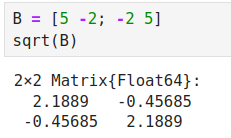 B = [5 -2; -2 5]
sqrt(B)
2×2 Matrix{Float64}:
2.1889 -0.45685
-0.45685 2.1889